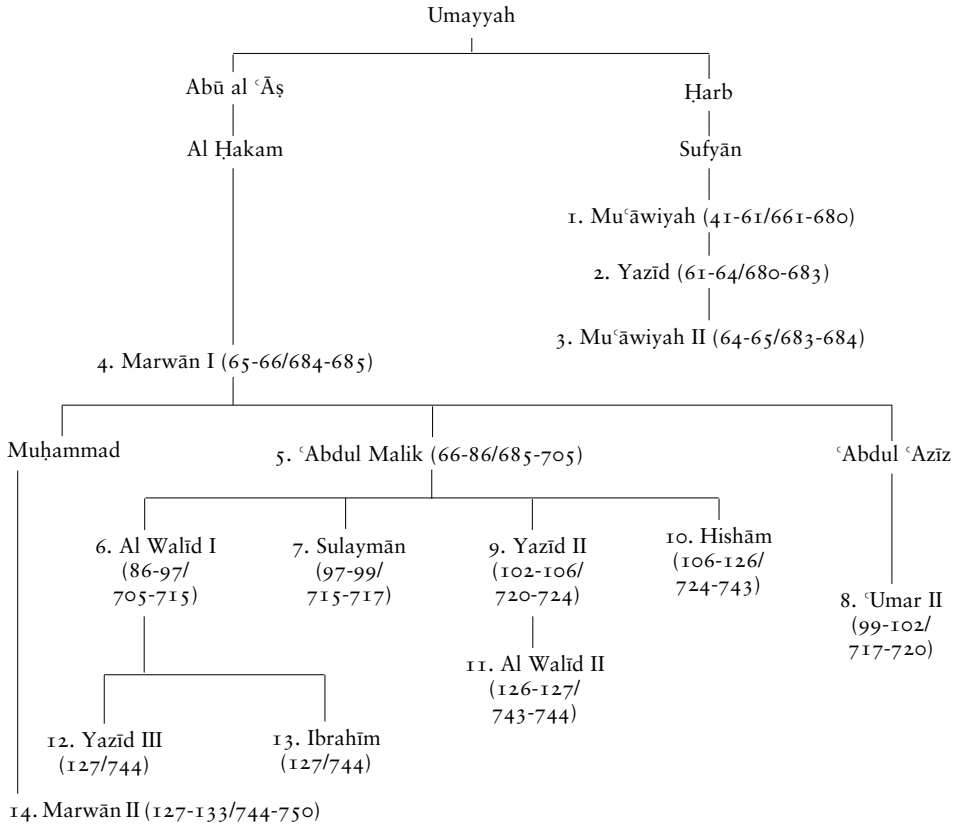 Umayyah
Abū al ʿĀṣ
Ḥarb
Al Ḥakam
Sufyān
1. Muʿāwiyah (41-61/661-680)
2. Yazīd (61-64/680-683)
3. Muʿāwiyah II (64-65/683-684)
4. Marwān I (65-66/684-685)
Muḥammad
5. ʿAbdul Malik (66-86/685-705)
ʿAbdul ʿAzīz
6. Al Walīd I
(86-97/
705-715)
7. Sulaymān
(97-99/
715-717)
9. Yazīd II
(102-106/
720-724)
10. Hishām
(106-126/
724-743)
8. ʿUmar II
(99-102/
717-720)
11. Al Walīd II
(126-127/
743-744)
12. Yazīd III
(127/744)
13. Ibrahīm
(127/744)
14. Marwān II (127-133/744-750)